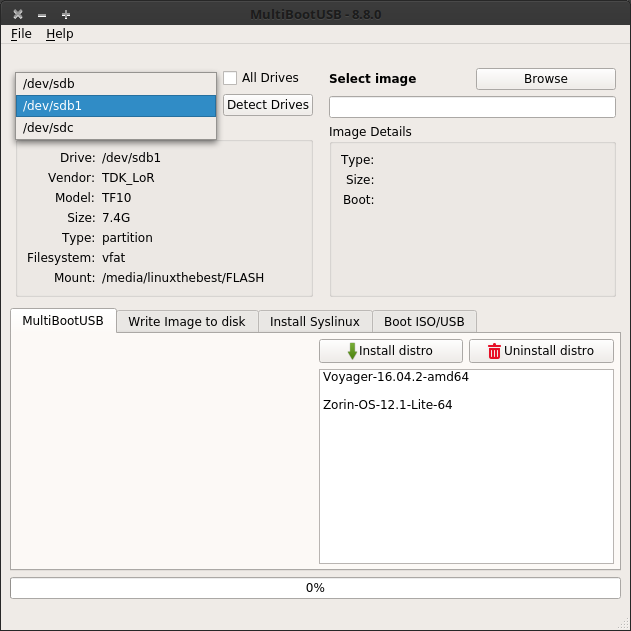 MultiBootUSB - 8.8.0
File Help
/dev/sdb
/dev/sdb1
/dev/sdc
All Drives
Detect Drives
Select image
Browse
Drive: /dev/sdb1
Vendor: TDK_LoR
Model: TF10
Size: 7.4G
Type: partition
Filesystem: vfat
Mount: /media/linuxthebest/FLASH
Image Details
Type:
Size:
Boot:
MultiBootUSB Write Image to disk Install Syslinux Boot ISO/USB
Install distro Uninstall distro
Voyager-16.04.2-amd64
Zorin-OS-12.1-Lite-64
0%